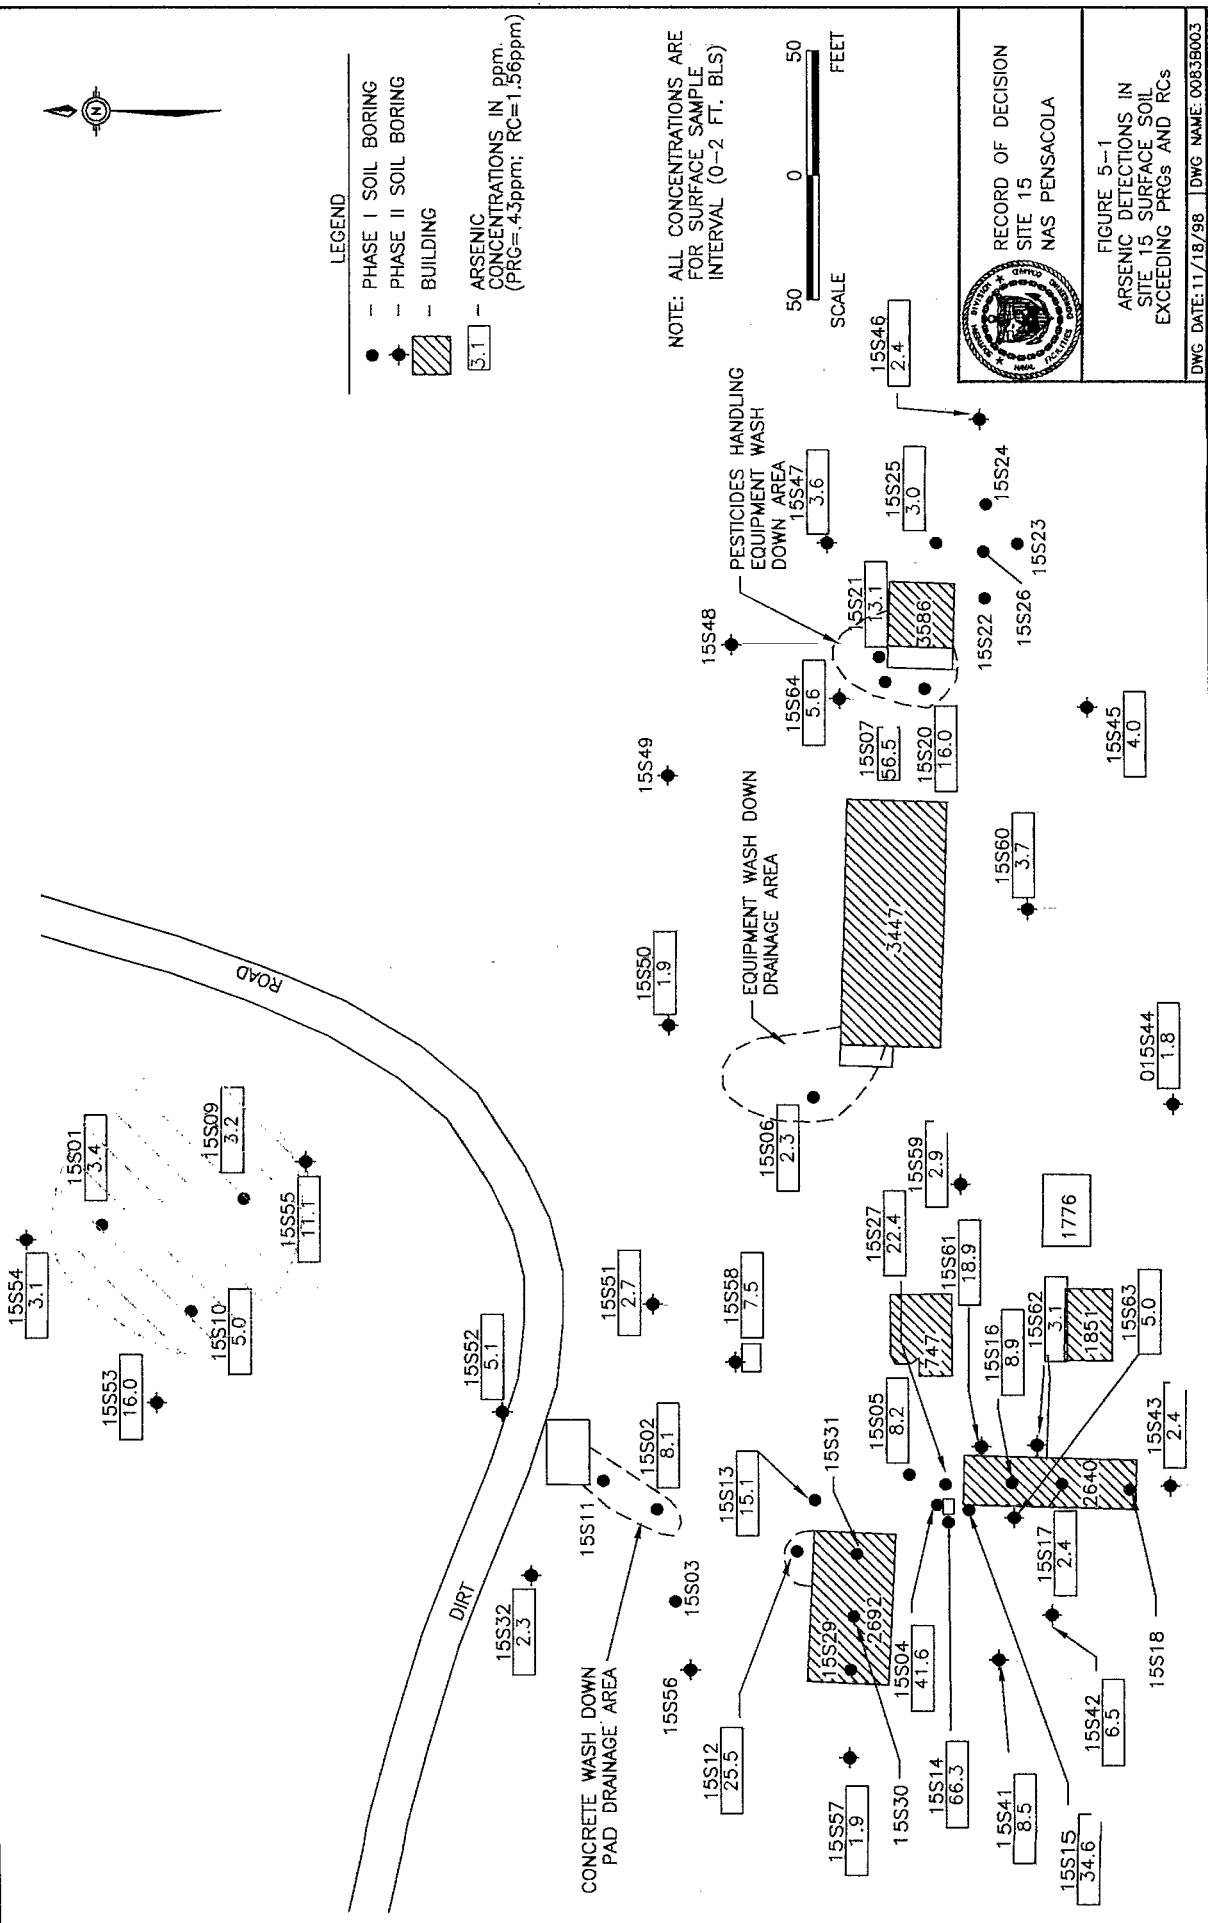 N
LEGEND
- PHASE I SOIL BORING
- PHASE II SOIL BORING
- BUILDING
3.1 - ARSENIC
CONCENTRATIONS IN ppm.
(PRG=.43ppm; RC=1.56ppm)
NOTE: ALL CONCENTRATIONS ARE
FOR SURFACE SAMPLE
INTERVAL (0-2 FT. BLS)
50 0 50
SCALE FEET
15S54
3.1
15S01
3.4
15S09
3.2
15S53
16.0
15S10
5.0
15S55
11.1
ROAD
DIRT
15S52
5.1
15S32
2.3
15S11
15S51
2.7
15S02
8.1
15S50
1.9
15S49
15S48
CONCRETE WASH DOWN
PAD DRAINAGE AREA
15S03
15S56
15S58
7.5
15S13
15.1
15S12
25.5
15S06
2.3
EQUIPMENT WASH DOWN
DRAINAGE AREA
PESTICIDES HANDLING
EQUIPMENT WASH
DOWN AREA
15S47
3.6
15S64
5.6
15S21
13.1
15S07
56.5
15S20
16.0
3586
15S25
3.0
15S46
2.4
15S24
15S23
15S22
15S26
3447
15S57
1.9
15S30
15S29
2692
15S31
15S05
8.2
15S27
22.4
747
15S59
2.9
15S04
41.6
15S14
66.3
15S61
18.9
15S16
8.9
15S62
3.1
1851
15S63
5.0
1776
15S41
8.5
15S15
34.6
15S17
2.4
2640
15S42
6.5
15S18
15S43
2.4
015S44
1.8
15S60
3.7
15S45
4.0
SOUTHERN DIVISION
NAVAL FACILITIES
RECORD OF DECISION
SITE 15
NAS PENSACOLA
FIGURE 5-1
ARSENIC DETECTIONS IN
SITE 15 SURFACE SOIL
EXCEEDING PRGs AND RCs
DWG DATE: 11/18/98 DWG NAME: 0083B003